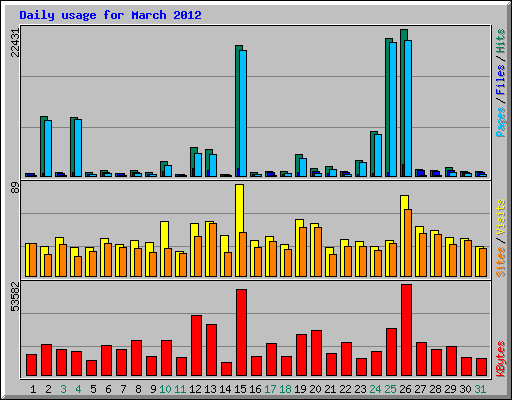 Daily usage for March 2012
22431
Pages / Files / Hits
89
Sites / Visits
53582
KBytes
1 2 3 4 5 6 7 8 9 10 11 12 13 14 15 16 17 18 19 20 21 22 23 24 25 26 27 28 29 30 31